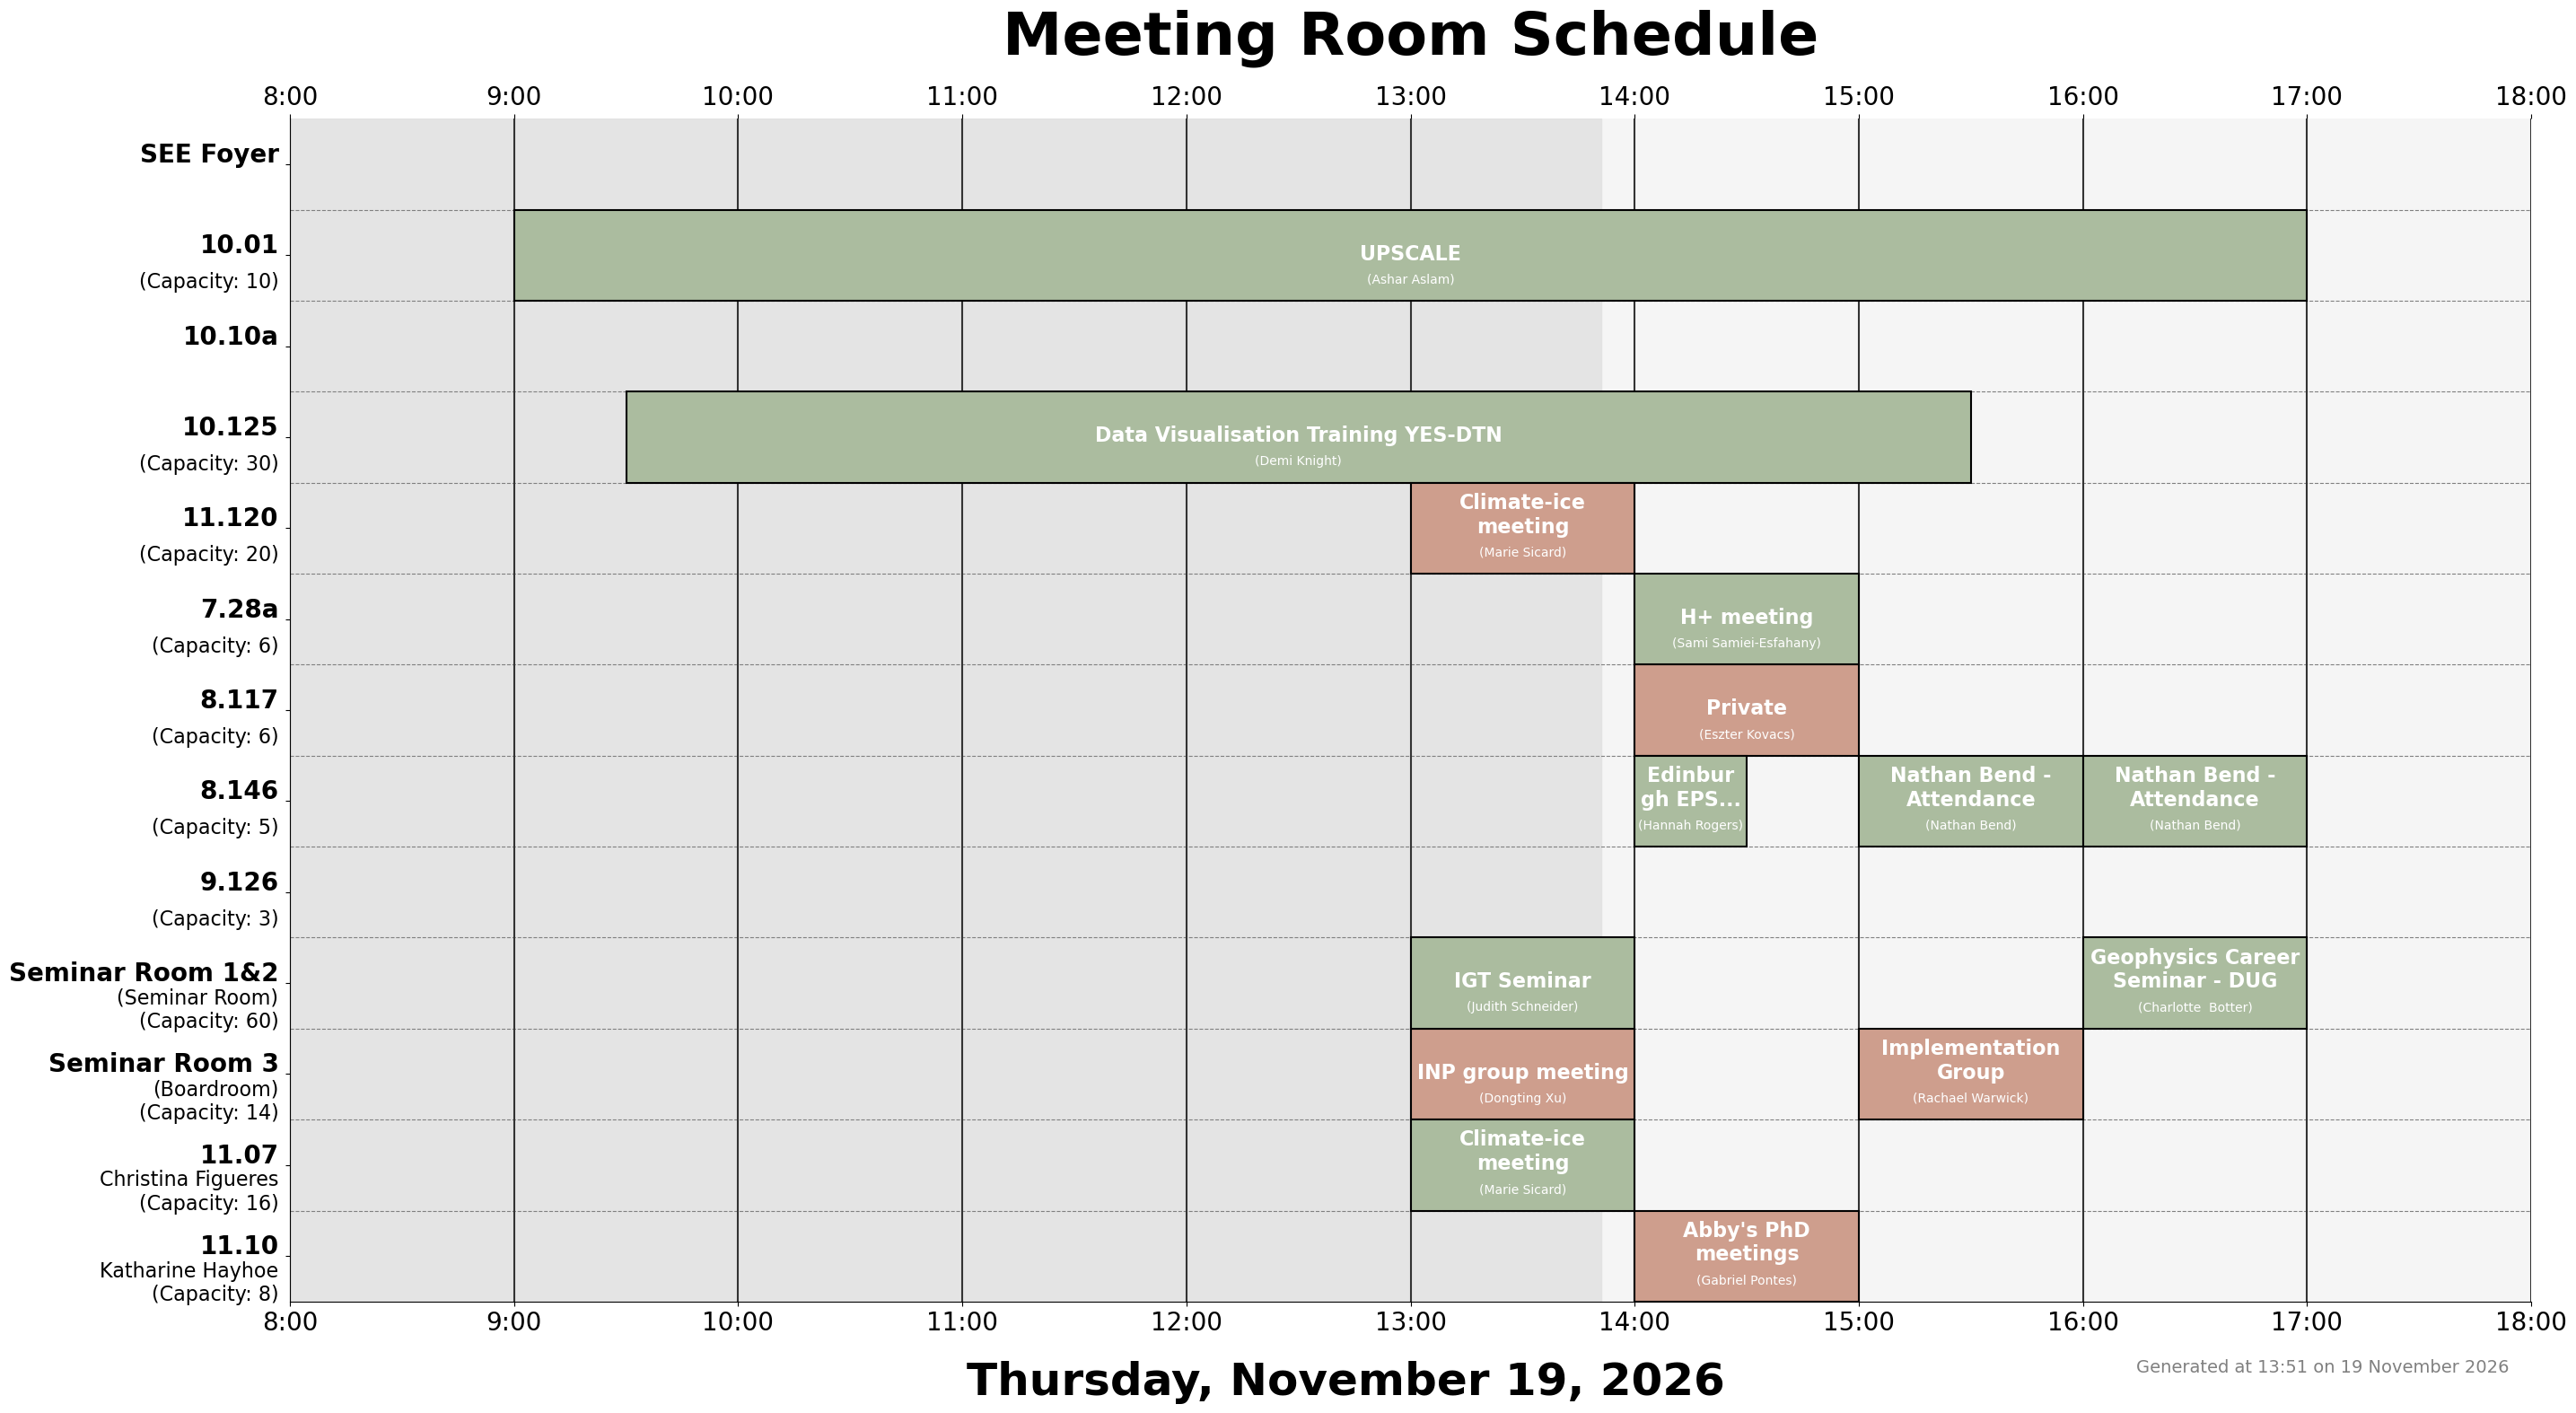 Meeting Room Schedule
8:00 9:00 10:00 11:00 12:00 13:00 14:00 15:00 16:00 17:00 18:00
SEE Foyer
10.01
(Capacity: 10)
UPSCALE
(Ashar Aslam)
10.10a
10.125
(Capacity: 30)
Data Visualisation Training YES-DTN
(Demi Knight)
11.120
(Capacity: 20)
Climate-ice
meeting
(Marie Sicard)
7.28a
(Capacity: 6)
H+ meeting
(Sami Samiei-Esfahany)
8.117
(Capacity: 6)
Private
(Eszter Kovacs)
8.146
(Capacity: 5)
Edinbur
gh EPS...
(Hannah Rogers)
Nathan Bend -
Attendance
(Nathan Bend)
Nathan Bend -
Attendance
(Nathan Bend)
9.126
(Capacity: 3)
Seminar Room 1&2
(Seminar Room)
(Capacity: 60)
IGT Seminar
(Judith Schneider)
Geophysics Career
Seminar - DUG
(Charlotte  Botter)
Seminar Room 3
(Boardroom)
(Capacity: 14)
INP group meeting
(Dongting Xu)
Implementation
Group
(Rachael Warwick)
11.07
Christina Figueres
(Capacity: 16)
Climate-ice
meeting
(Marie Sicard)
11.10
Katharine Hayhoe
(Capacity: 8)
Abby's PhD
meetings
(Gabriel Pontes)
8:00 9:00 10:00 11:00 12:00 13:00 14:00 15:00 16:00 17:00 18:00
Thursday, November 19, 2026
Generated at 13:51 on 19 November 2026